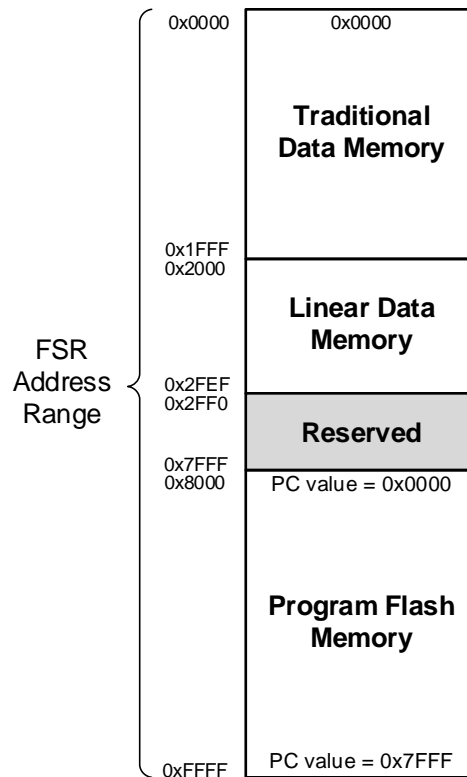 0x0000
0x0000
Traditional
Data Memory
0x1FFF
0x2000
Linear Data
Memory
FSR
Address
Range
0x2FEF
0x2FF0
Reserved
0x7FFF
0x8000
PC value = 0x0000
Program Flash
Memory
PC value = 0x7FFF
0xFFFF